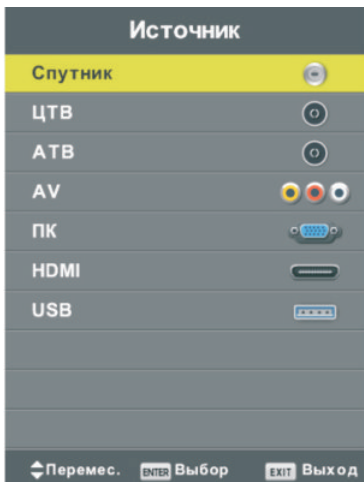 Источник
Спутник
ЦТВ
АТВ
AV
ПК
HDMI
USB
Перемес. ENTER Выбор EXIT Выход